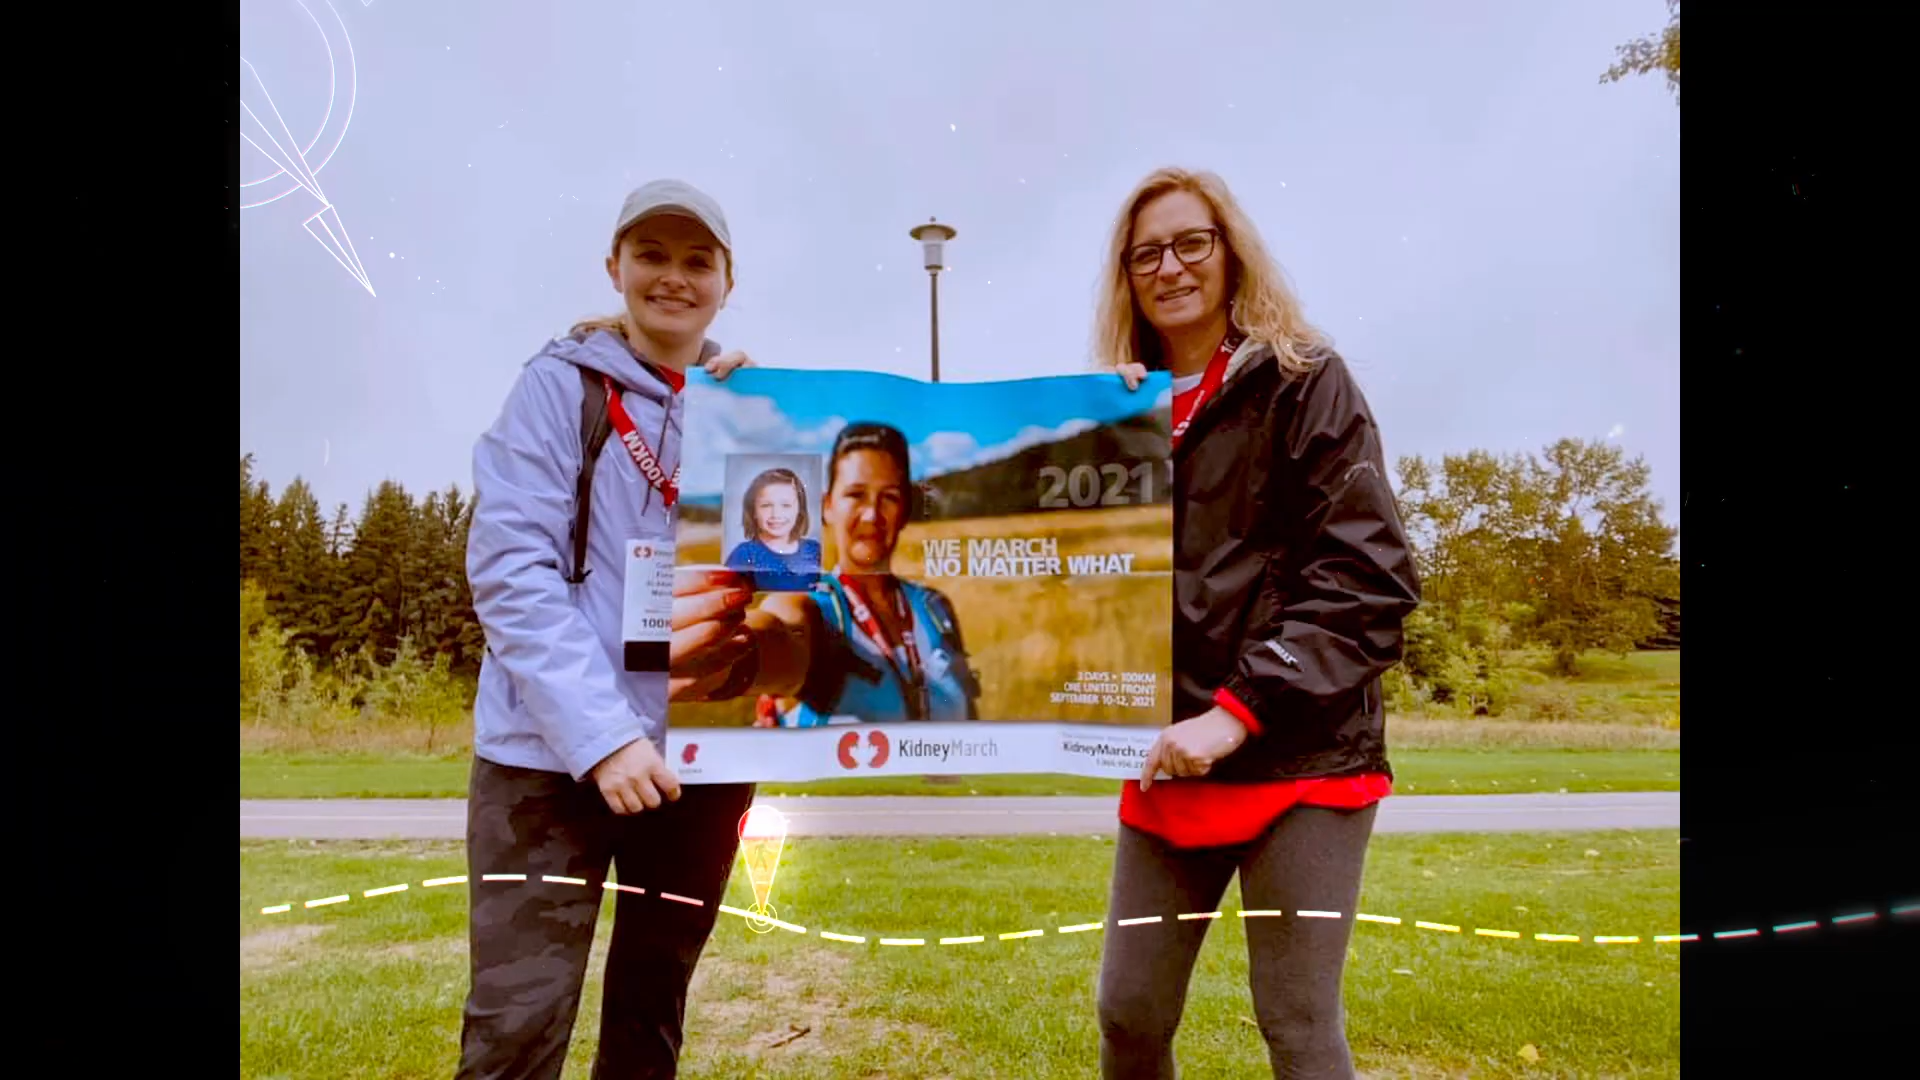 100KM
2021
WE MARCH
NO MATTER WHAT
3 DAYS • 100KM
ONE UNITED FRONT
SEPTEMBER 10-12, 2021
KidneyMarch
KidneyMarch.ca